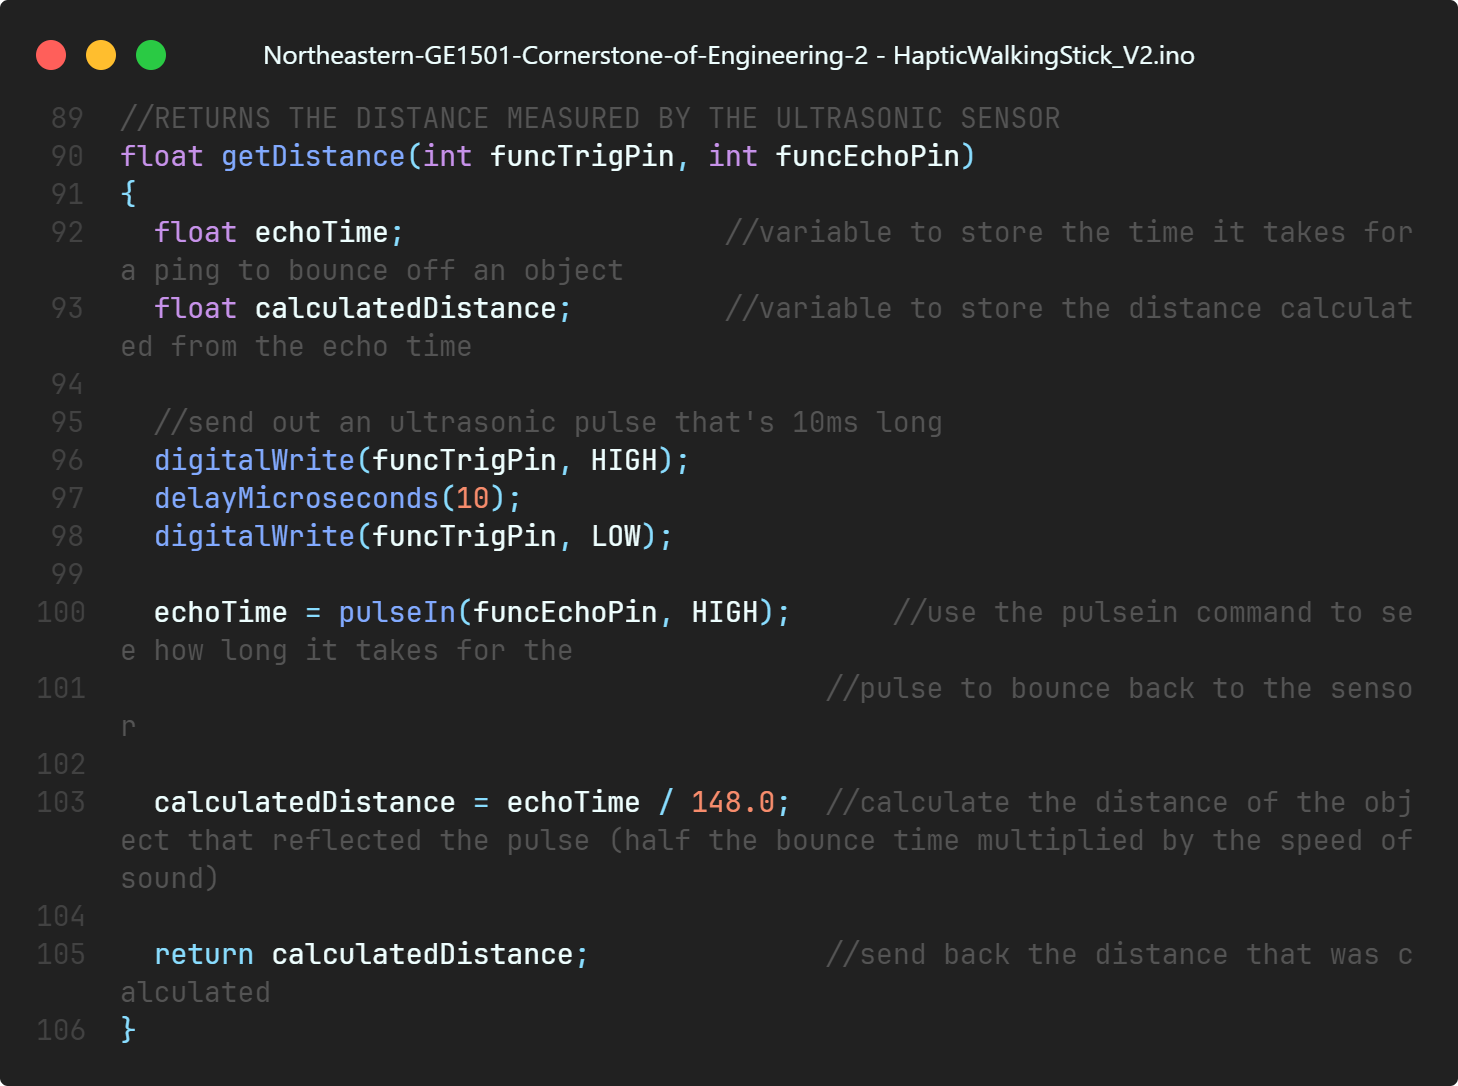 Northeastern-GE1501-Cornerstone-of-Engineering-2 - HapticWalkingStick_V2.ino
89 //RETURNS THE DISTANCE MEASURED BY THE ULTRASONIC SENSOR
90 float getDistance(int funcTrigPin, int funcEchoPin)
91 {
92   float echoTime;                   //variable to store the time it takes for
a ping to bounce off an object
93   float calculatedDistance;         //variable to store the distance calculat
ed from the echo time
94
95   //send out an ultrasonic pulse that's 10ms long
96   digitalWrite(funcTrigPin, HIGH);
97   delayMicroseconds(10);
98   digitalWrite(funcTrigPin, LOW);
99
100   echoTime = pulseIn(funcEchoPin, HIGH);      //use the pulsein command to se
e how long it takes for the
101                                           //pulse to bounce back to the senso
r
102
103   calculatedDistance = echoTime / 148.0;  //calculate the distance of the obj
ect that reflected the pulse (half the bounce time multiplied by the speed of
sound)
104
105   return calculatedDistance;              //send back the distance that was c
alculated
106 }